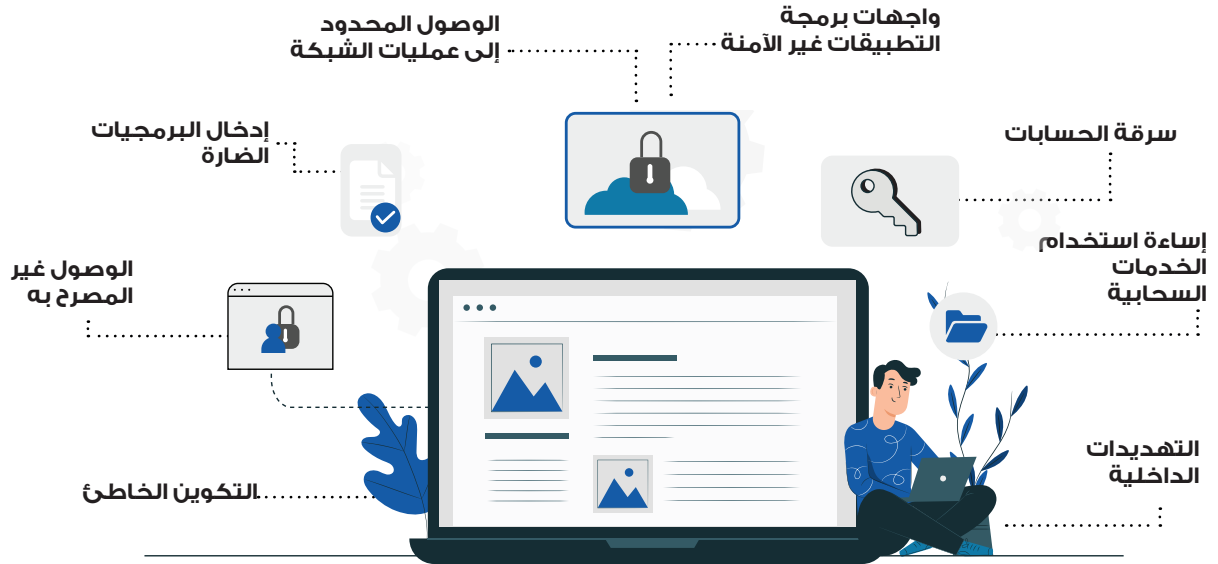 واجهات برمجة
التطبيقات غير الآمنة
الوصول المحدود
إلى عمليات الشبكة
سرقة الحسابات
إدخال البرمجيات
الضارة
إساءة استخدام
الخدمات
السحابية
الوصول غير
المصرح به
التهديدات
الداخلية
التكوين الخاطئ